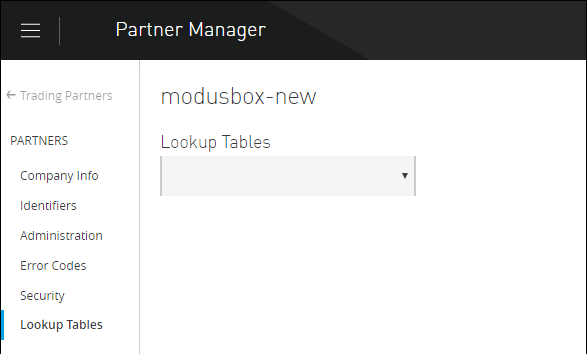 Partner Manager
← Trading Partners
PARTNERS
Company Info
Identifiers
Administration
Error Codes
Security
Lookup Tables
modusbox-new
Lookup Tables